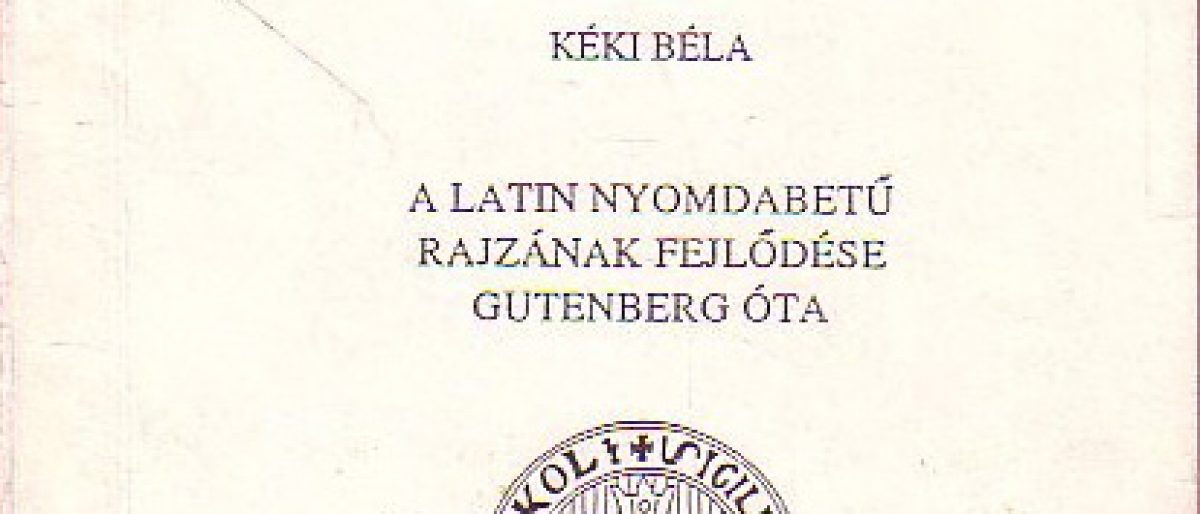 KÉKI BÉLA
A LATIN NYOMDABETŰ
RAJZÁNAK FEJLŐDÉSE
GUTENBERG ÓTA